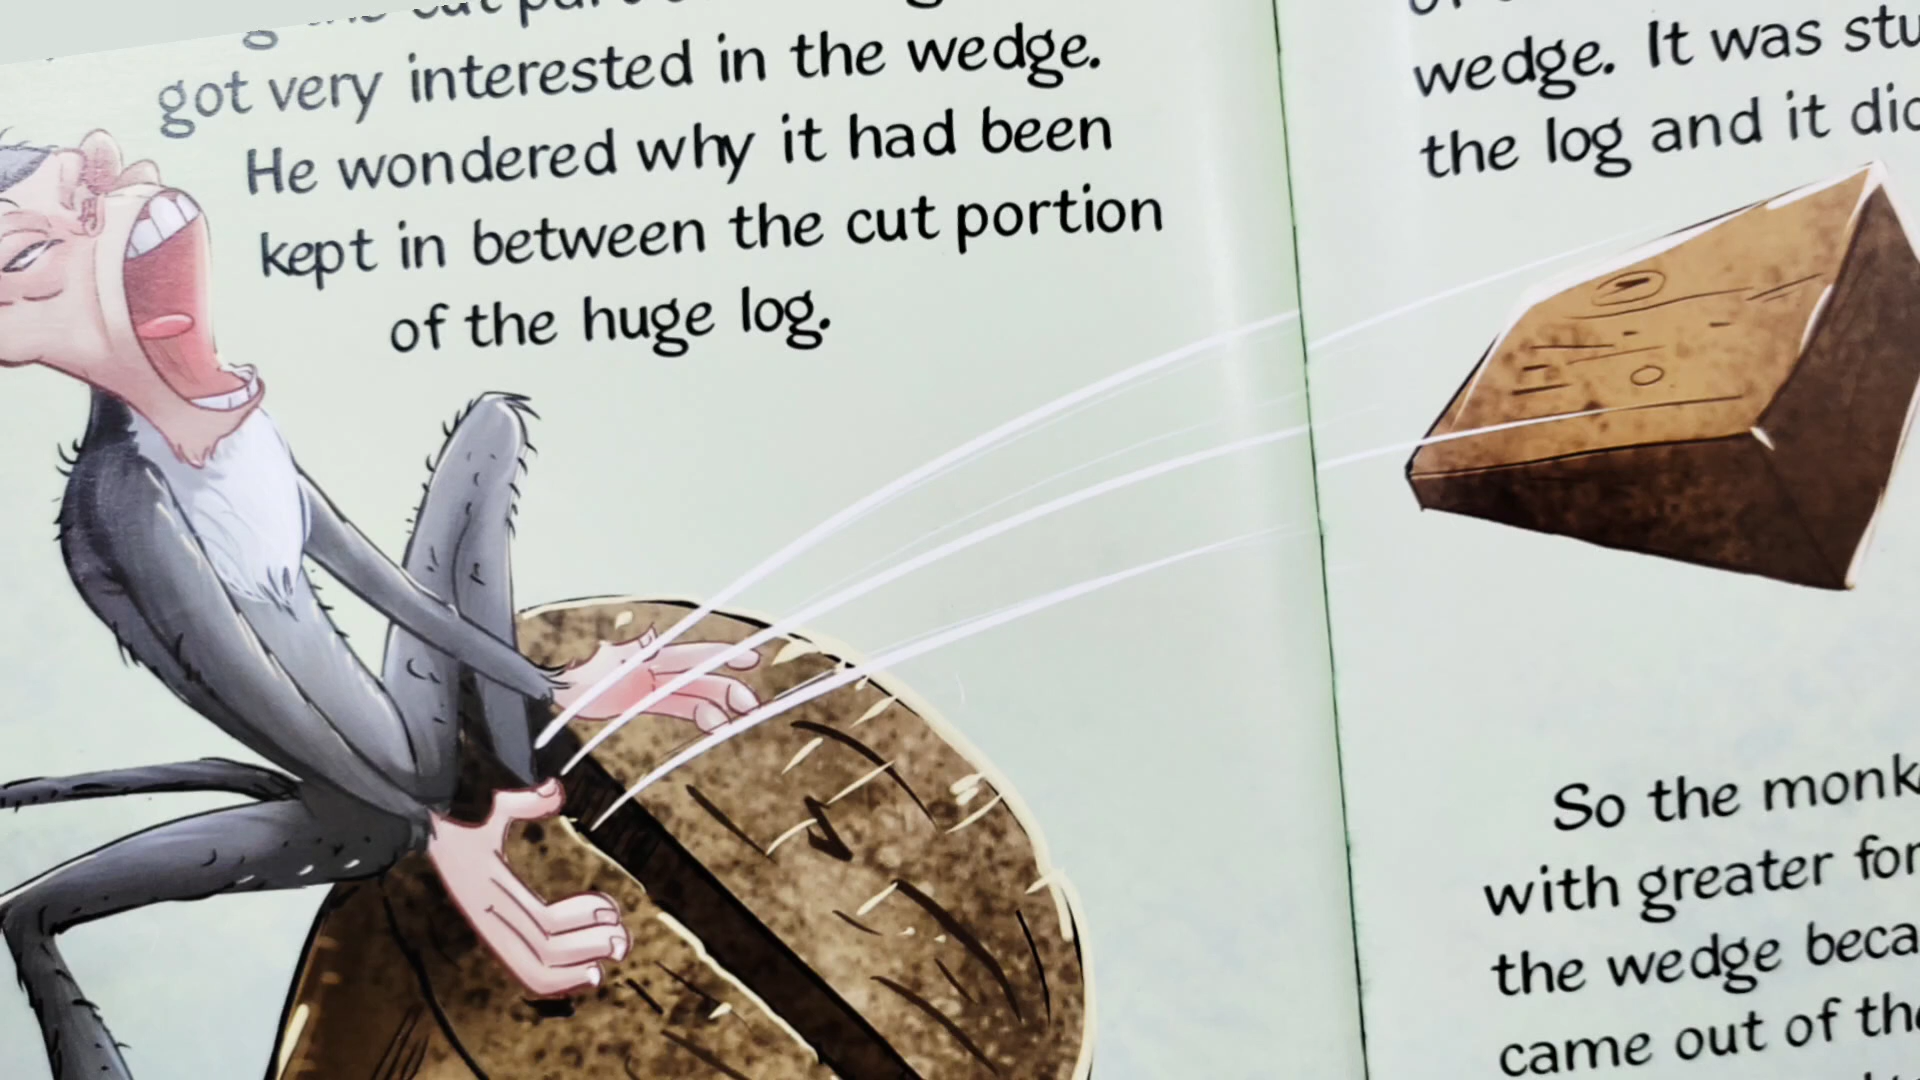 got very interested in the wedge.
He wondered why it had been
kept in between the cut portion
of the huge log.
wedge. It was
the log and it
So the
with greater
the wedge
came out of